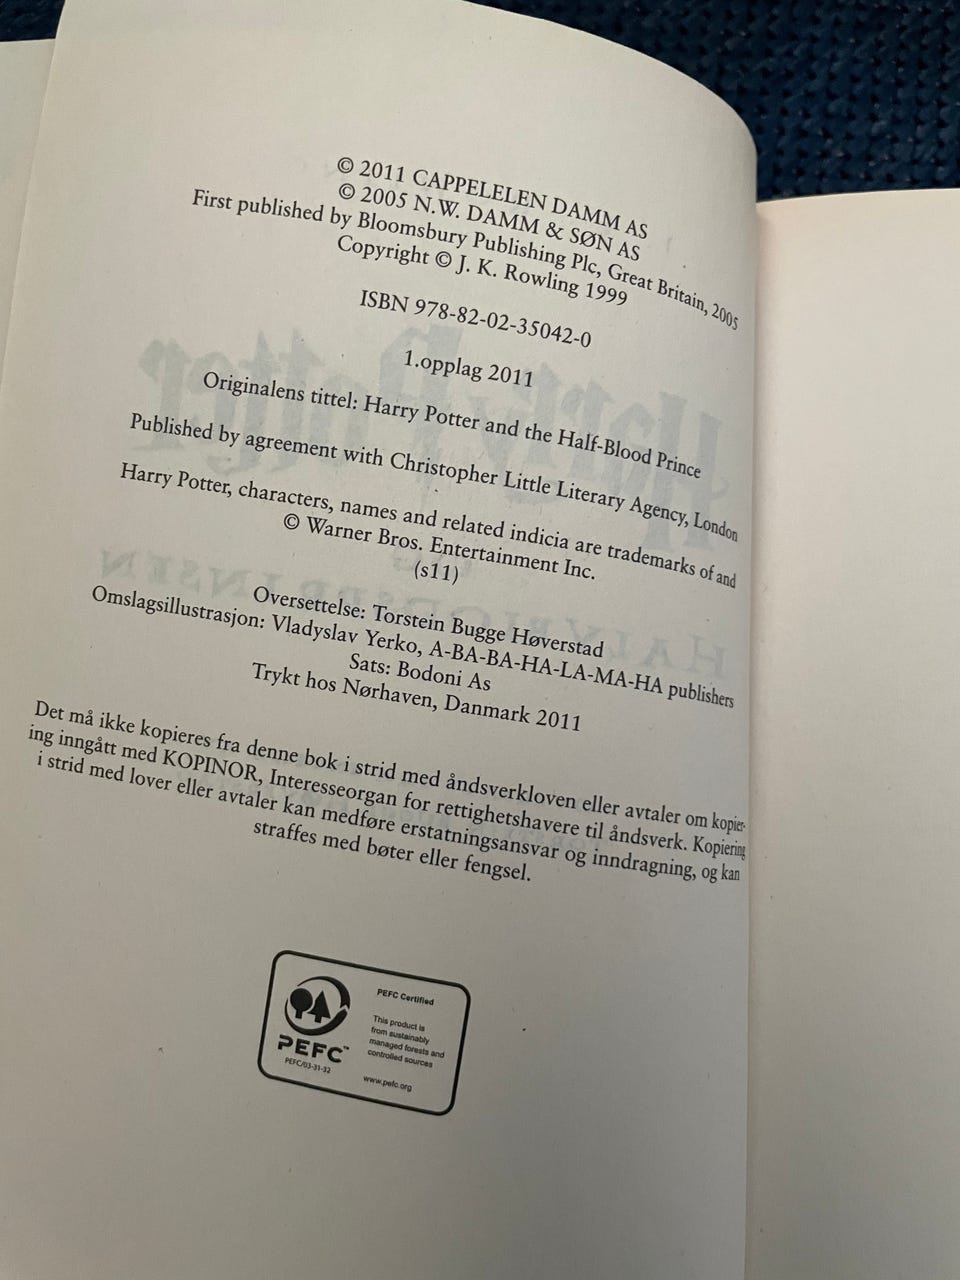 © 2011 CAPPELELEN DAMM AS
© 2005 N.W. DAMM & SØN AS
First published by Bloomsbury Publishing Plc, Great Britain, 2005
Copyright © J. K. Rowling 1999
ISBN 978-82-02-35042-0
1.opplag 2011
Originalens tittel: Harry Potter and the Half-Blood Prince
Published by agreement with Christopher Little Literary Agency, London
Harry Potter, characters, names and related indicia are trademarks of and
© Warner Bros. Entertainment Inc.
(s11)
Oversettelse: Torstein Bugge Høverstad
Omslagsillustrasjon: Vladyslav Yerko, A-BA-BA-HA-LA-MA-HA publishers
Sats: Bodoni As
Trykt hos Nørhaven, Danmark 2011
Det må ikke kopieres fra denne bok i strid med åndsverkloven eller avtaler om kopier-
ing inngått med KOPINOR, Interesseorgan for rettighetshavere til åndsverk. Kopiering
i strid med lover eller avtaler kan medføre erstatningsansvar og inndragning, og kan
straffes med bøter eller fengsel.
PEFC™
PEFC/03-31-32
PEFC Certified
This product is
from sustainably
managed forests and
controlled sources
www.pefc.org